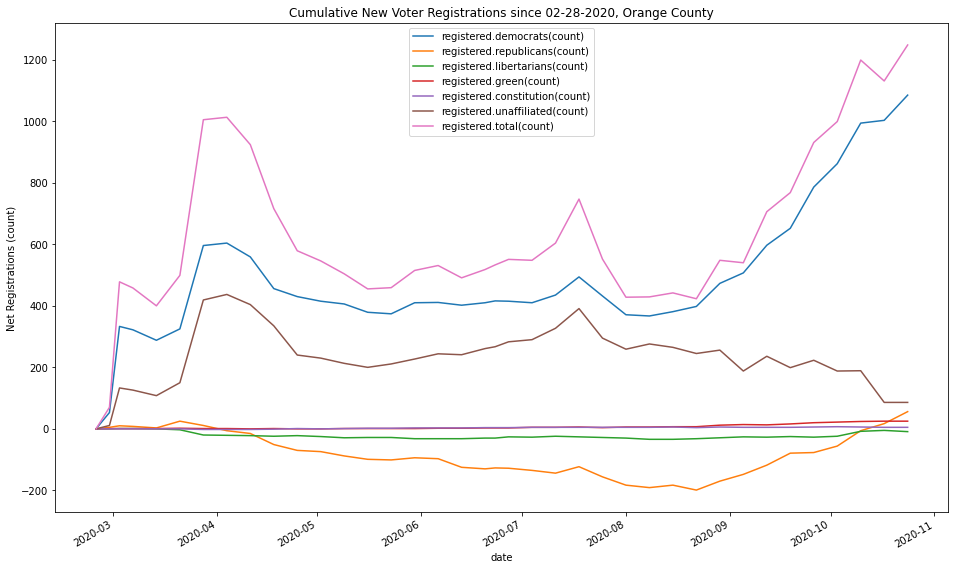 Cumulative New Voter Registrations since 02-28-2020, Orange County
registered.democrats(count)
registered.republicans(count)
registered.libertarians(count)
registered.green(count)
registered.constitution(count)
registered.unaffiliated(count)
registered.total(count)
Net Registrations (count)
1200
1000
800
600
400
200
0
−200
2020-03
2020-04
2020-05
2020-06
2020-07
2020-08
2020-09
2020-10
2020-11
date